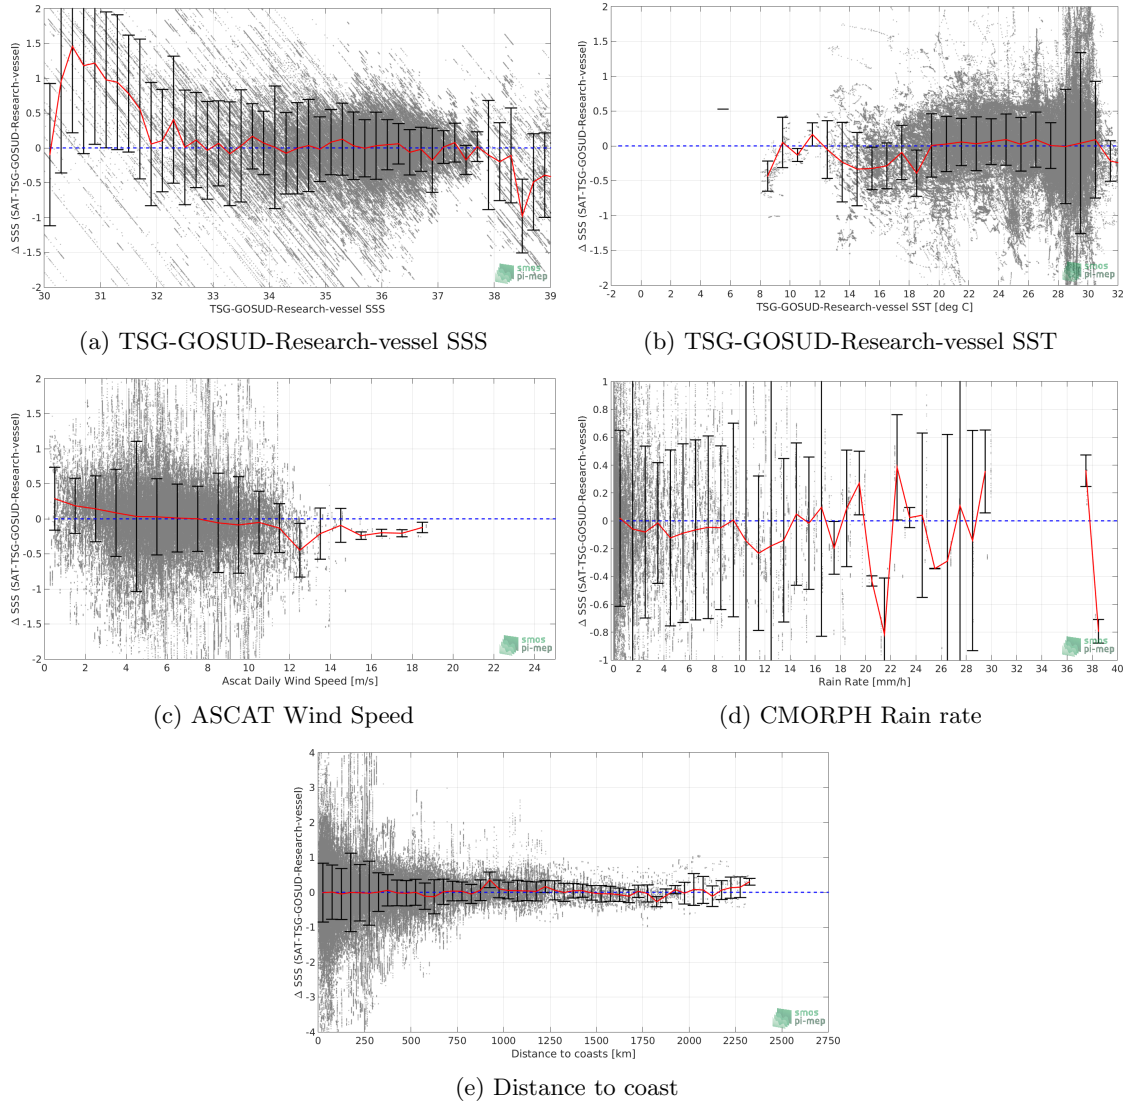 2
1.5
1
0.5
0
-0.5
-1
-1.5
-2
Δ SSS (SAT-TSG-GOSUD-Research-vessel)
30 31 32 33 34 35 36 37 38 39
TSG-GOSUD-Research-vessel SSS
smos
pi-mep
(a) TSG-GOSUD-Research-vessel SSS
2
1.5
1
0.5
0
-0.5
-1
-1.5
-2
Δ SSS (SAT-TSG-GOSUD-Research-vessel)
-2 0 2 4 6 8 10 12 14 16 18 20 22 24 26 28 30 32
TSG-GOSUD-Research-vessel SST [deg C]
smos
pi-mep
(b) TSG-GOSUD-Research-vessel SST
2
1.5
1
0.5
0
-0.5
-1
-1.5
-2
Δ SSS (SAT-TSG-GOSUD-Research-vessel)
0 2 4 6 8 10 12 14 16 18 20 22 24
Ascat Daily Wind Speed [m/s]
smos
pi-mep
(c) ASCAT Wind Speed
1
0.8
0.6
0.4
0.2
0
-0.2
-0.4
-0.6
-0.8
-1
Δ SSS (SAT-TSG-GOSUD-Research-vessel)
0 2 4 6 8 10 12 14 16 18 20 22 24 26 28 30 32 34 36 38 40
Rain Rate [mm/h]
smos
pi-mep
(d) CMORPH Rain rate
4
3
2
1
0
-1
-2
-3
-4
Δ SSS (SAT-TSG-GOSUD-Research-vessel)
0 250 500 750 1000 1250 1500 1750 2000 2250 2500 2750
Distance to coasts [km]
smos
pi-mep
(e) Distance to coast